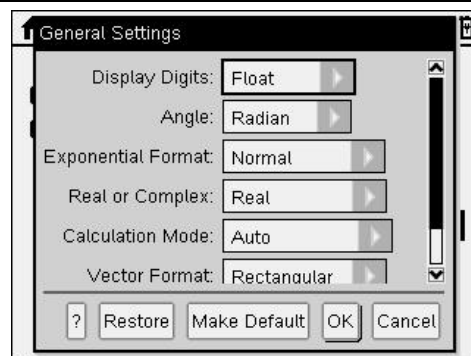 General Settings
Display Digits: Float
Angle: Radian
Exponential Format: Normal
Real or Complex: Real
Calculation Mode: Auto
Vector Format: Rectangular
? Restore Make Default OK Cancel